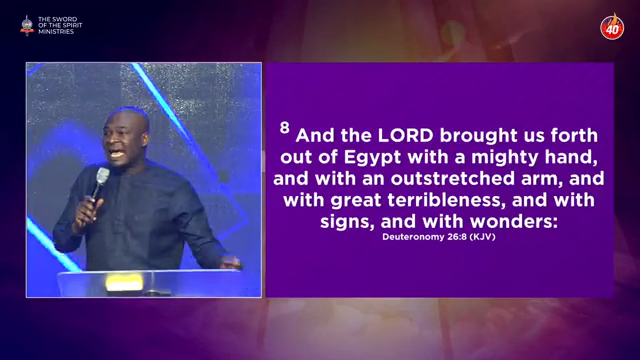 THE SWORD
OF THE SPIRIT
MINISTRIES
40
8 And the LORD brought us forth
out of Egypt with a mighty hand,
and with an outstretched arm, and
with great terribleness, and with
signs, and with wonders:
Deuteronomy 26:8 (KJV)